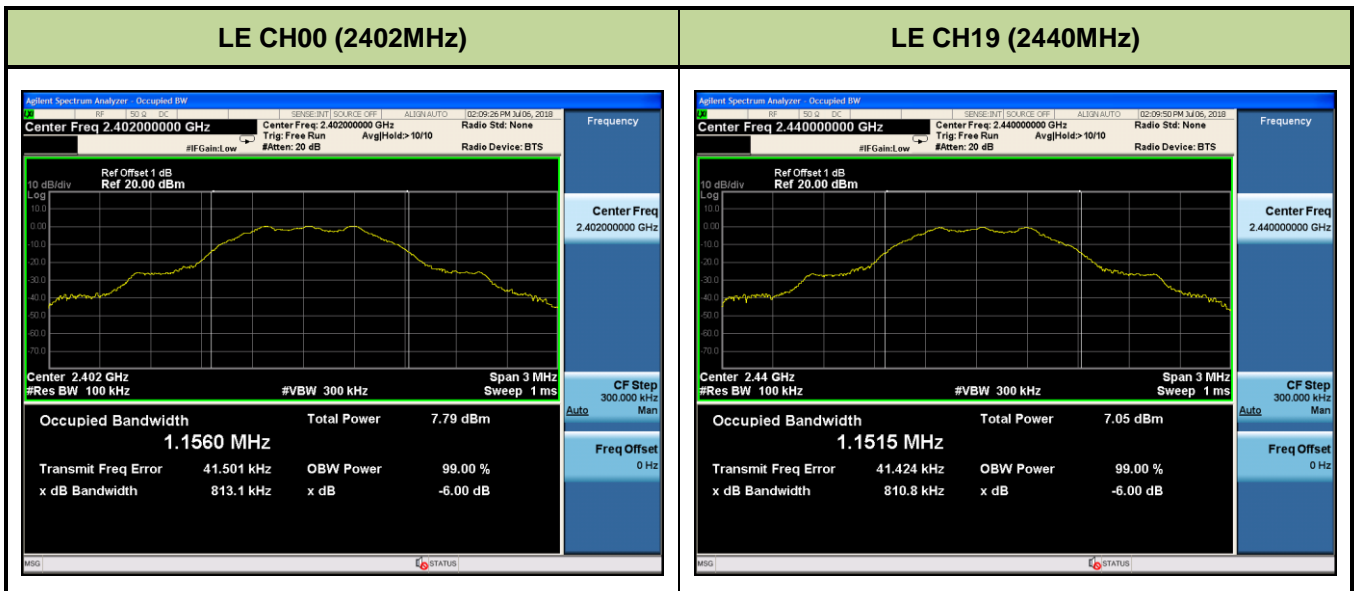 LE CH00 (2402MHz)
LE CH19 (2440MHz)
Agilent Spectrum Analyzer - Occupied BW
RF 50 Ω DC SENSE:INT SOURCE OFF ALIGN AUTO 02:09:26 PM Jul 06, 2018
Center Freq 2.402000000 GHz
Center Freq: 2.402000000 GHz
Radio Std: None
Trig: Free Run Avg|Hold:> 10/10
#IFGain:Low #Atten: 20 dB Radio Device: BTS
Ref Offset 1 dB
10 dB/div Ref 20.00 dBm
Log
10.0
0.00
-10.0
-20.0
-30.0
-40.0
-50.0
-60.0
-70.0
Center 2.402 GHz Span 3 MHz
#Res BW 100 kHz #VBW 300 kHz Sweep 1 ms
Occupied Bandwidth Total Power 7.79 dBm
1.1560 MHz
Transmit Freq Error 41.501 kHz OBW Power 99.00 %
x dB Bandwidth 813.1 kHz x dB -6.00 dB
MSG STATUS
Frequency
Center Freq
2.402000000 GHz
CF Step
300.000 kHz
Auto Man
Freq Offset
0 Hz
Agilent Spectrum Analyzer - Occupied BW
RF 50 Ω DC SENSE:INT SOURCE OFF ALIGN AUTO 02:09:50 PM Jul 06, 2018
Center Freq 2.440000000 GHz
Center Freq: 2.440000000 GHz
Radio Std: None
Trig: Free Run Avg|Hold:> 10/10
#IFGain:Low #Atten: 20 dB Radio Device: BTS
Ref Offset 1 dB
10 dB/div Ref 20.00 dBm
Log
10.0
0.00
-10.0
-20.0
-30.0
-40.0
-50.0
-60.0
-70.0
Center 2.44 GHz Span 3 MHz
#Res BW 100 kHz #VBW 300 kHz Sweep 1 ms
Occupied Bandwidth Total Power 7.05 dBm
1.1515 MHz
Transmit Freq Error 41.424 kHz OBW Power 99.00 %
x dB Bandwidth 810.8 kHz x dB -6.00 dB
MSG STATUS
Frequency
Center Freq
2.440000000 GHz
CF Step
300.000 kHz
Auto Man
Freq Offset
0 Hz